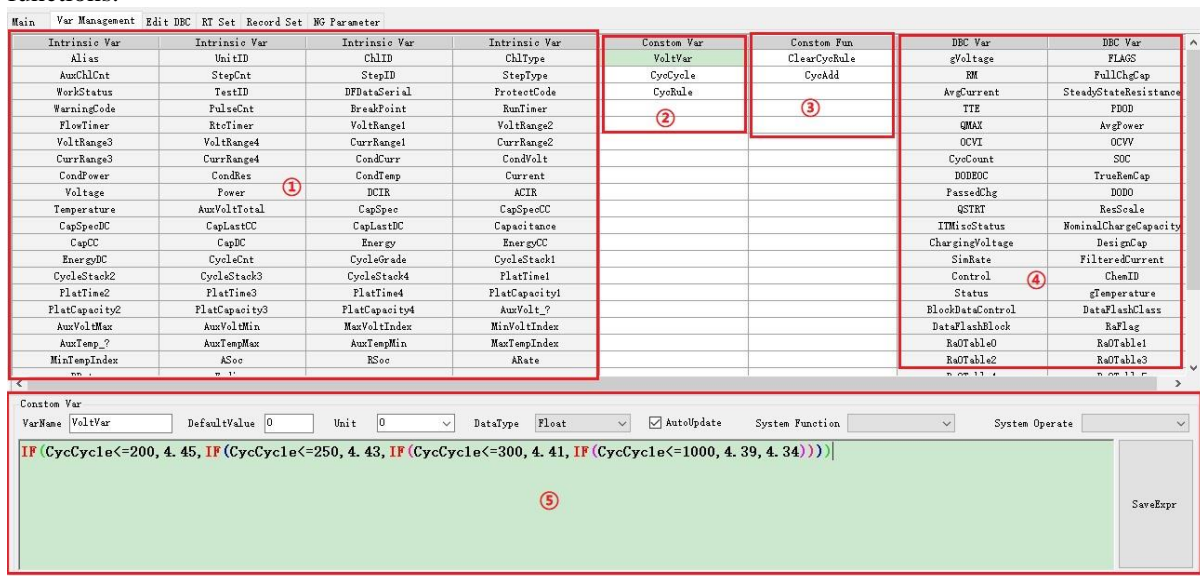 functions.
Main Var Management Edit DBC RT Set Record Set NG Parameter
Intrinsic Var Intrinsic Var Intrinsic Var Intrinsic Var Constom Var Constom Fun DBC Var DBC Var
Alias UnitID ChlID ChlType VoltVar ClearCycRule gVoltage FLAGS
AuxChlCnt StepCnt StepID StepType CycCycle CycAdd RM FullChgCap
WorkStatus TestID DFDataSerial ProtectCode CycRule AvgCurrent SteadyStateResistance
WarningCode PulseCnt BreakPoint RunTimer ② ③ TTE PDOD
FlowTimer RtcTimer VoltRange1 VoltRange2 QMAX AvgPower
VoltRange3 VoltRange4 CurrRange1 CurrRange2 OCVI OCVV
CurrRange3 CurrRange4 CondCurr CondVolt CycCount SOC
CondPower CondRes CondTemp Current DODEOC TrueRemCap
Voltage Power ① DCIR ACIR PassedChg DODO
Temperature AuxVoltTotal CapSpec CapSpecCC QSTRT ResScale
CapSpecDC CapLastCC CapLastDC Capacitance ITMiscStatus NominalChargeCapacity
CapCC CapDC Energy EnergyCC ChargingVoltage DesignCap
EnergyDC CycleCnt CycleGrade CycleStack1 SimRate FilteredCurrent
CycleStack2 CycleStack3 CycleStack4 PlatTime1 Control ④ ChemID
PlatTime2 PlatTime3 PlatTime4 PlatCapacity1 Status gTemperature
PlatCapacity2 PlatCapacity3 PlatCapacity4 AuxVolt_? BlockDataControl DataFlashClass
AuxVoltMax AuxVoltMin MaxVoltIndex MinVoltIndex DataFlashBlock RaFlag
AuxTemp_? AuxTempMax AuxTempMin MaxTempIndex RaOTable0 RaOTable1
MinTempIndex ASoc RSoc ARate RaOTable2 RaOTable3
Constom Var
VarName VoltVar DefaultValue 0 Unit 0 DataType Float AutoUpdate System Function System Operate
IF(CycCycle<=200,4.45,IF(CycCycle<=250,4.43,IF(CycCycle<=300,4.41,IF(CycCycle<=1000,4.39,4.34))))
⑤
SaveExpr